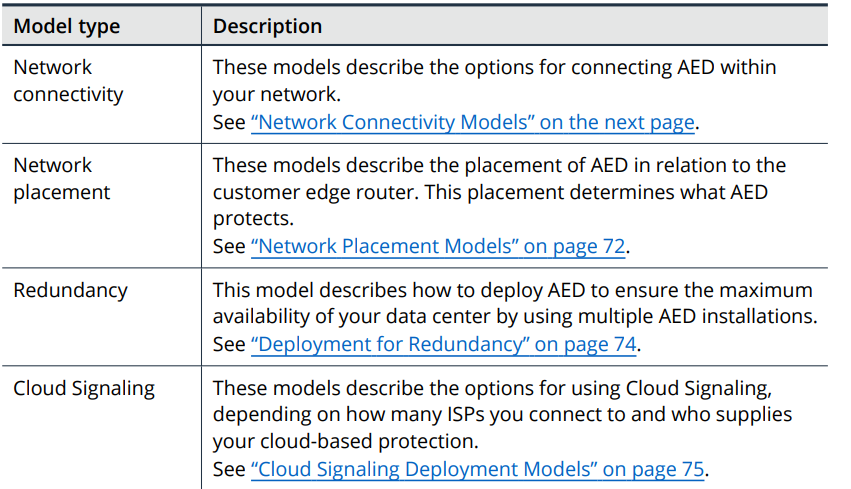 Model type
Description
Network
connectivity
These models describe the options for connecting AED within
your network.
See “Network Connectivity Models” on the next page.
Network
placement
These models describe the placement of AED in relation to the
customer edge router. This placement determines what AED
protects.
See “Network Placement Models” on page 72.
Redundancy
This model describes how to deploy AED to ensure the maximum
availability of your data center by using multiple AED installations.
See “Deployment for Redundancy” on page 74.
Cloud Signaling
These models describe the options for using Cloud Signaling,
depending on how many ISPs you connect to and who supplies
your cloud-based protection.
See “Cloud Signaling Deployment Models” on page 75.